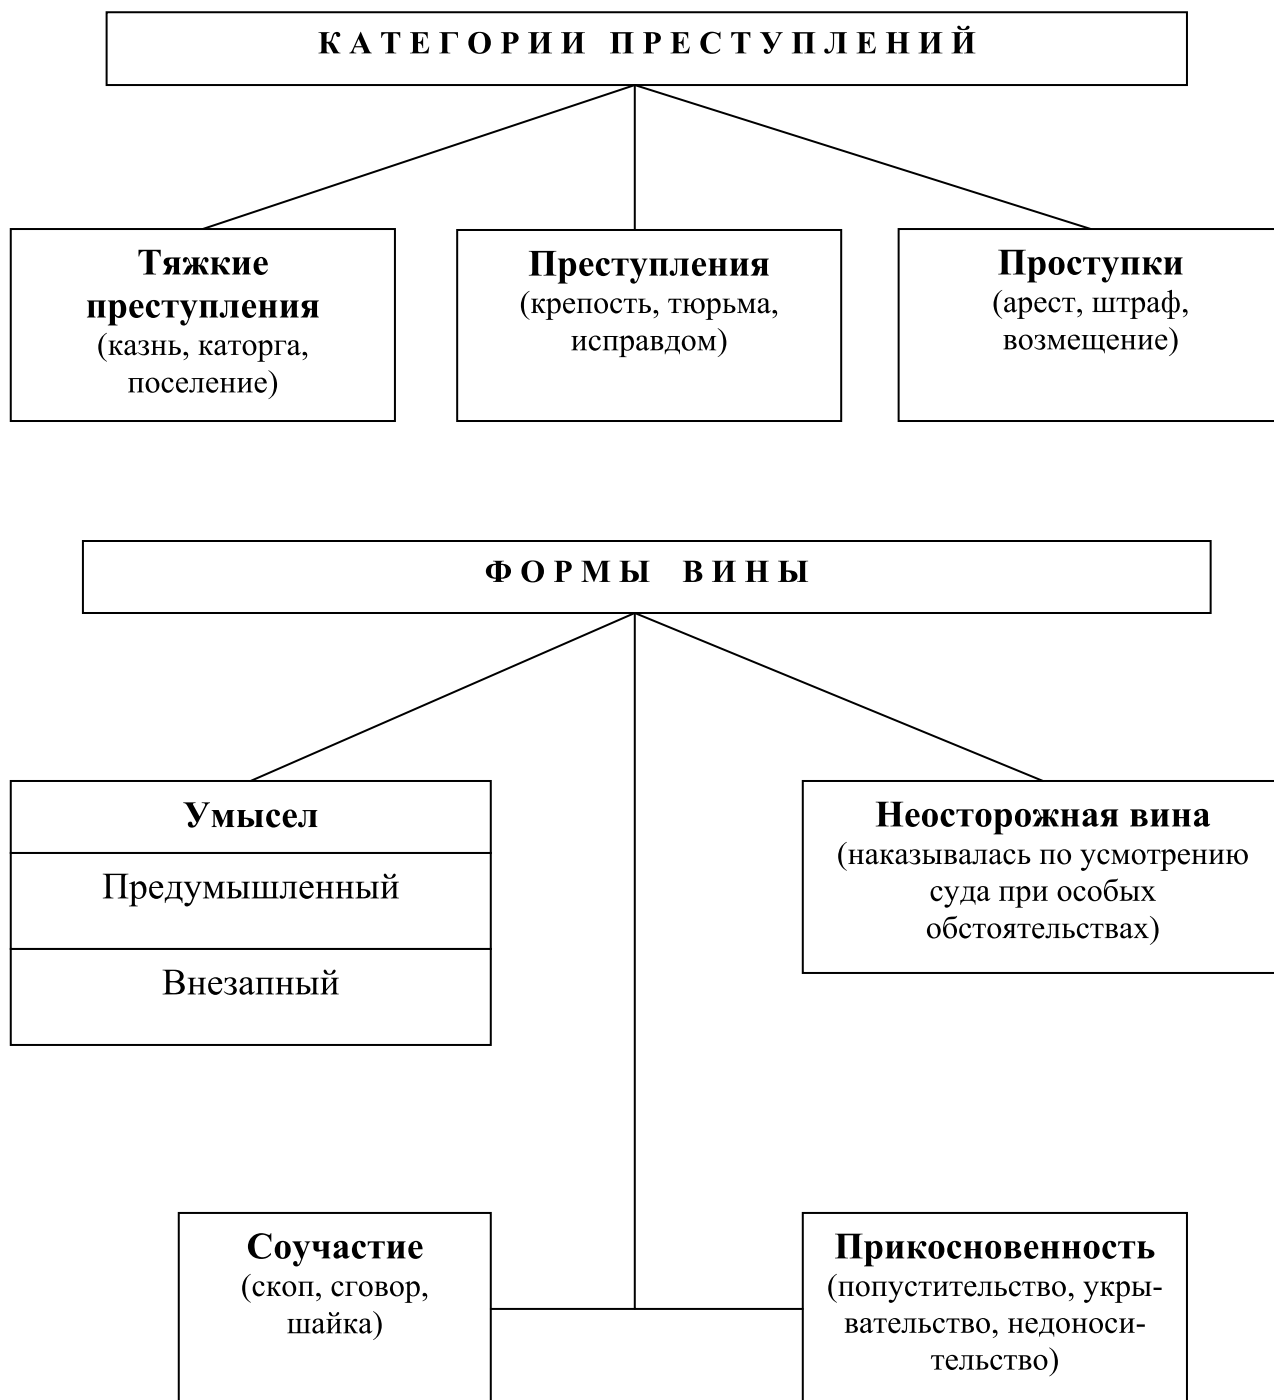 КАТЕГОРИИ ПРЕСТУПЛЕНИЙ
Тяжкие
преступления
(казнь, каторга,
поселение)
Преступления
(крепость, тюрьма,
исправдом)
Проступки
(арест, штраф,
возмещение)
ФОРМЫ ВИНЫ
Умысел
Предумышленный
Внезапный
Неосторожная вина
(наказывалась по усмотрению
суда при особых
обстоятельствах)
Соучастие
(скоп, сговор,
шайка)
Прикосновенность
(попустительство, укры-
вательство, недоноси-
тельство)